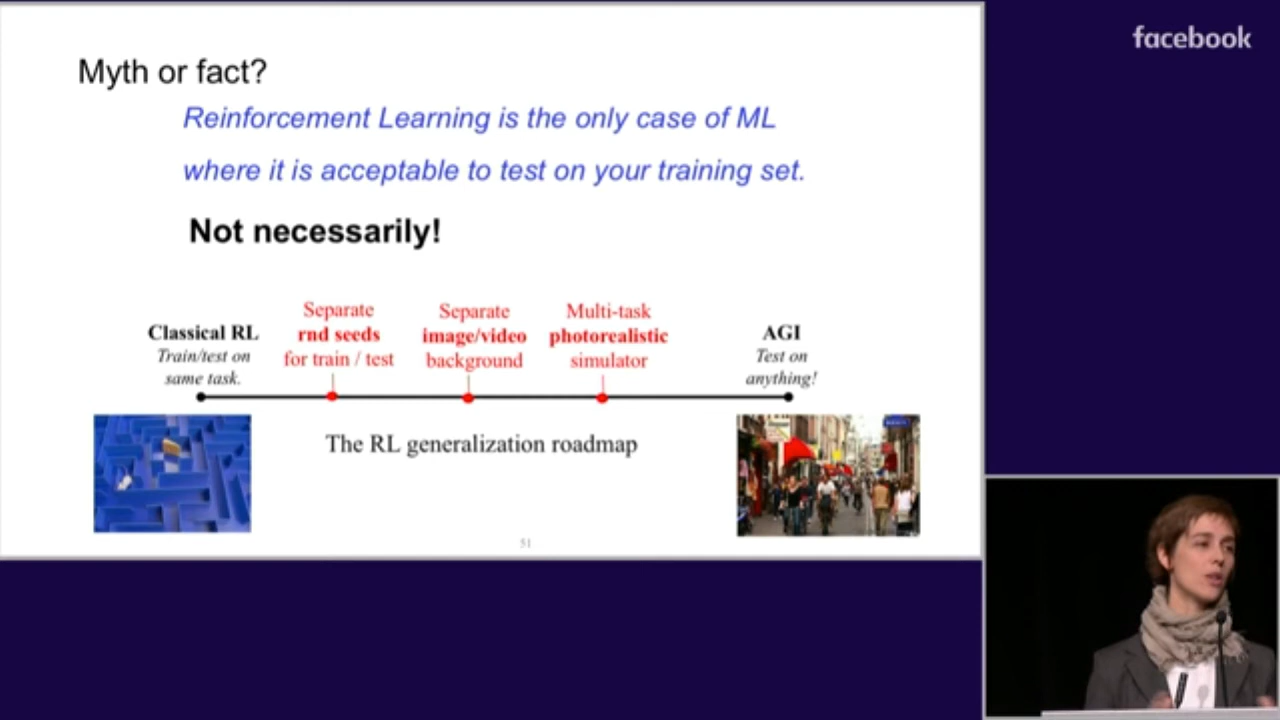 facebook
Myth or fact?
Reinforcement Learning is the only case of ML
where it is acceptable to test on your training set.
Not necessarily!
Classical RL
Train/test on
same task.
Separate
rnd seeds
for train / test
Separate
image/video
background
Multi-task
photorealistic
simulator
AGI
Test on
anything!
The RL generalization roadmap
51